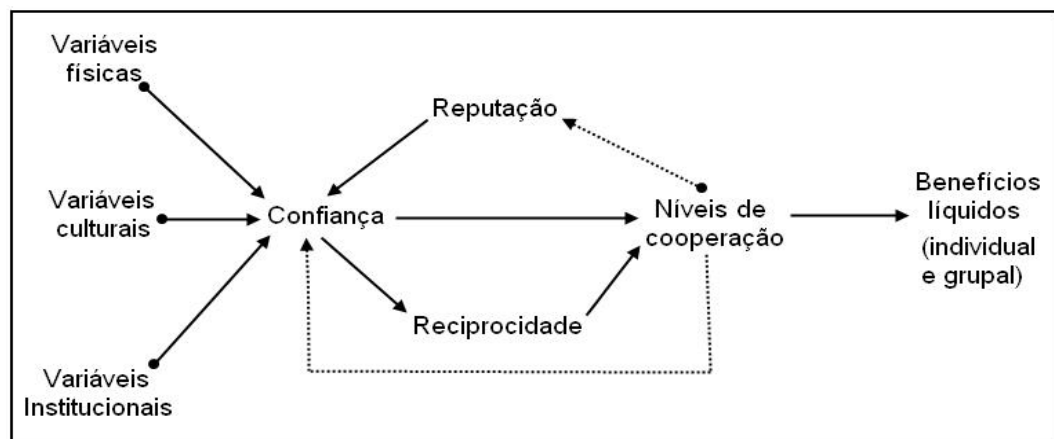 Variáveis
físicas
Reputação
Variáveis
culturais
Confiança
Níveis de
cooperação
Benefícios
líquidos
(individual
e grupal)
Reciprocidade
Variáveis
Institucionais